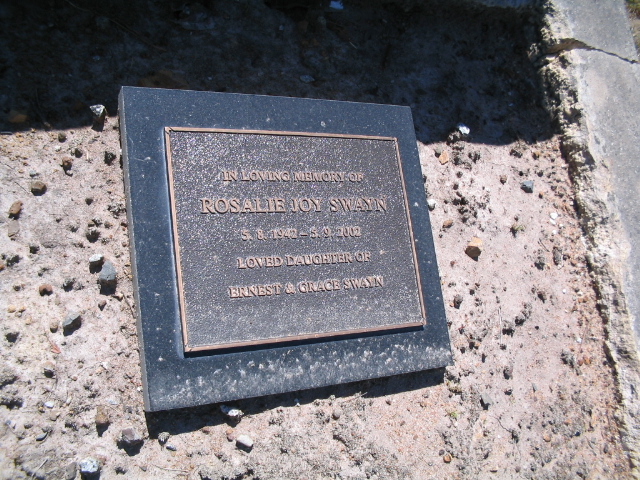 IN LOVING MEMORY OF
ROSALIE JOY SWAYN
5. 8. 1942 – 5. 9. 2002
LOVED DAUGHTER OF
ERNEST & GRACE SWAYN